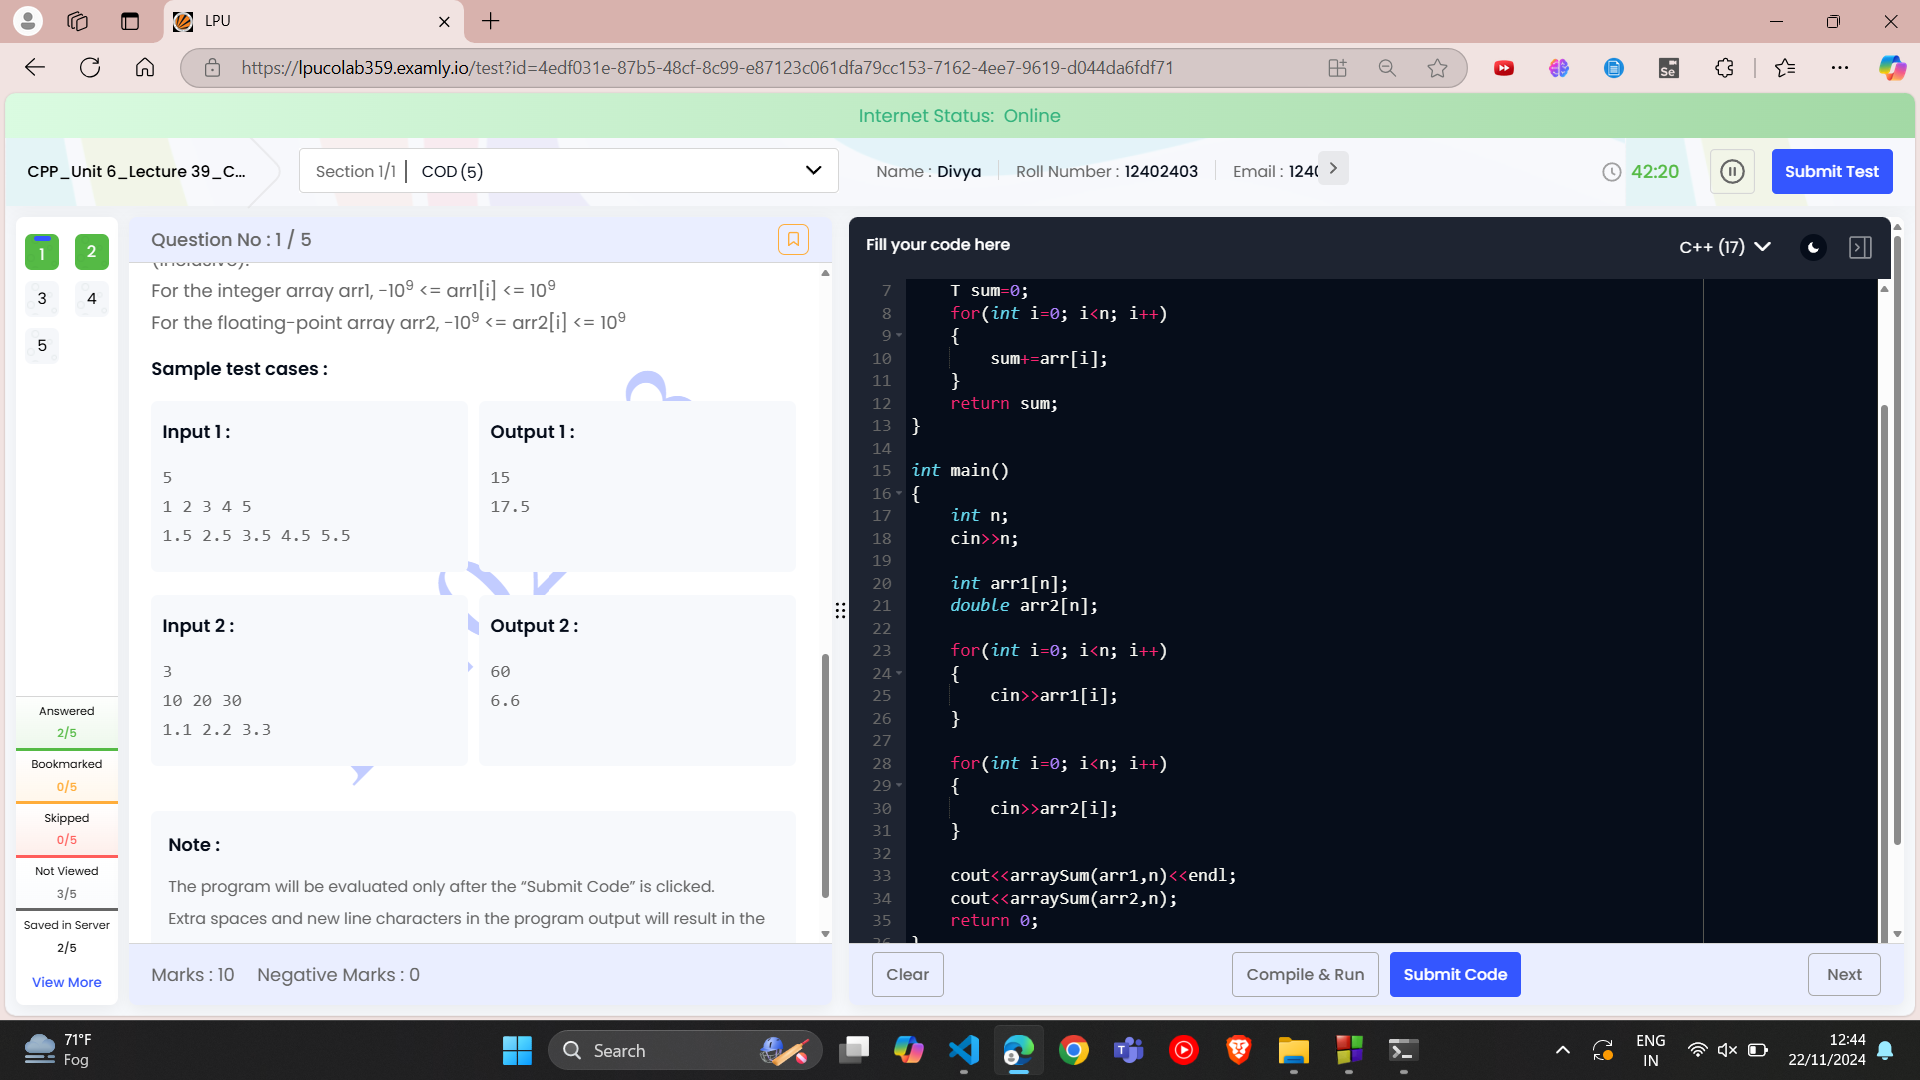 LPU
https://lpucolab359.examly.io/test?id=4edf031e-87b5-48cf-8c99-e87123c061dfa79cc153-7162-4ee7-9619-d044da6fdf71
Internet Status: Online
CPP_Unit 6_Lecture 39_C...
Section 1/1 | COD (5)
Name : Divya
Roll Number : 12402403
Email : 1240
42:20
Submit Test
1 2
3 4
5
Answered
2/5
Bookmarked
0/5
Skipped
0/5
Not Viewed
3/5
Saved in Server
2/5
View More
Question No : 1 / 5
(inclusive).
For the integer array arr1, -10⁹ <= arr1[i] <= 10⁹
For the floating-point array arr2, -10⁹ <= arr2[i] <= 10⁹
Sample test cases :
Input 1 :
5
1 2 3 4 5
1.5 2.5 3.5 4.5 5.5
Output 1 :
15
17.5
Input 2 :
3
10 20 30
1.1 2.2 3.3
Output 2 :
60
6.6
Note :
The program will be evaluated only after the “Submit Code” is clicked.
Extra spaces and new line characters in the program output will result in the
Marks : 10 Negative Marks : 0
Fill your code here
C++ (17)
7 T sum=0;
8 for(int i=0; i<n; i++)
9 {
10 sum+=arr[i];
11 }
12 return sum;
13 }
14
15 int main()
16 {
17 int n;
18 cin>>n;
19
20 int arr1[n];
21 double arr2[n];
22
23 for(int i=0; i<n; i++)
24 {
25 cin>>arr1[i];
26 }
27
28 for(int i=0; i<n; i++)
29 {
30 cin>>arr2[i];
31 }
32
33 cout<<arraySum(arr1,n)<<endl;
34 cout<<arraySum(arr2,n);
35 return 0;
36 }
Clear
Compile & Run
Submit Code
Next
71°F
Fog
Search
ENG
IN
12:44
22/11/2024